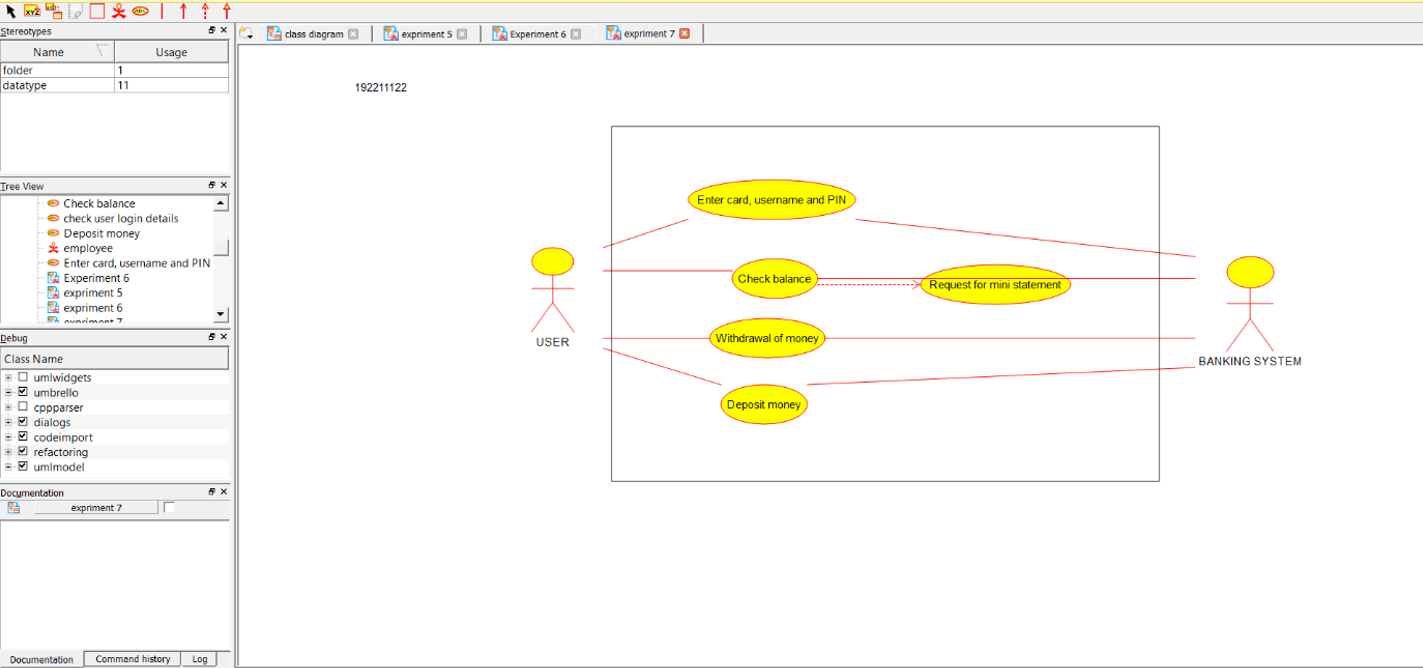 XYZ
ABC
Stereotypes
Name Usage
folder 1
datatype 11
Tree View
Check balance
check user login details
Deposit money
employee
Enter card, username and PIN
Experiment 6
expriment 5
expriment 6
expriment 7
Debug
Class Name
umlwidgets
umbrello
cppparser
dialogs
codeimport
refactoring
umlmodel
Documentation
expriment 7
Documentation Command history Log
class diagram expriment 5 Experiment 6 expriment 7
192211122
Enter card, username and PIN
Check balance
Request for mini statement
Withdrawal of money
Deposit money
USER
BANKING SYSTEM